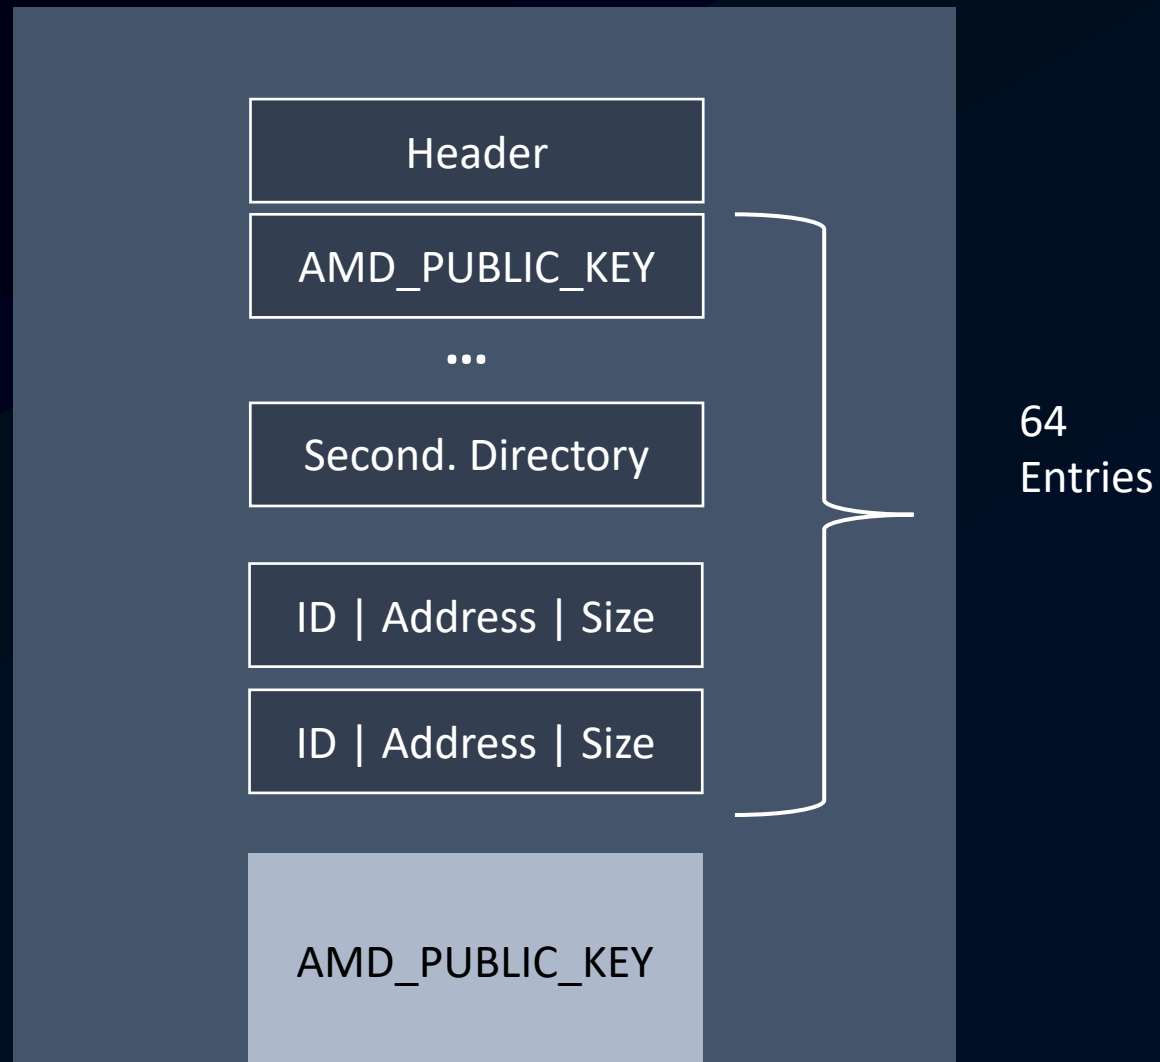 Header
AMD_PUBLIC_KEY
...
Second. Directory
64
Entries
ID | Address | Size
ID | Address | Size
AMD_PUBLIC_KEY